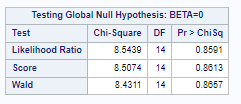 Testing Global Null Hypothesis: BETA=0
Test Chi-Square DF Pr > ChiSq
Likelihood Ratio 8.5439 14 0.8591
Score 8.5074 14 0.8613
Wald 8.4311 14 0.8657